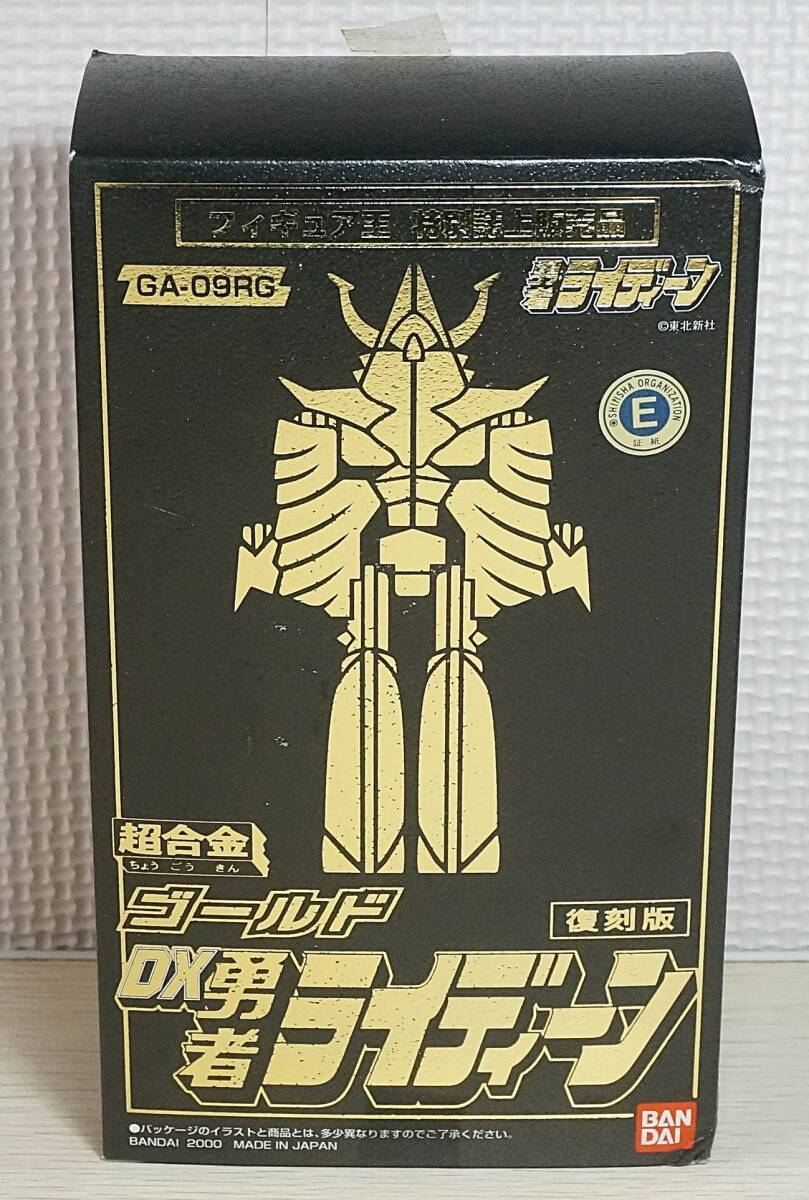 フィギュア王 特別誌上販売品
GA-09RG
勇者ライディーン
©東北新社
©SHINSHA ORGANIZATION
E
証紙
超合金
ちょう ごう きん
ゴールド
復刻版
DX勇者ライディーン
●パッケージのイラストと商品とは、多少異なりますのでご了承ください。
BANDAI 2000 MADE IN JAPAN
BAN
DAI